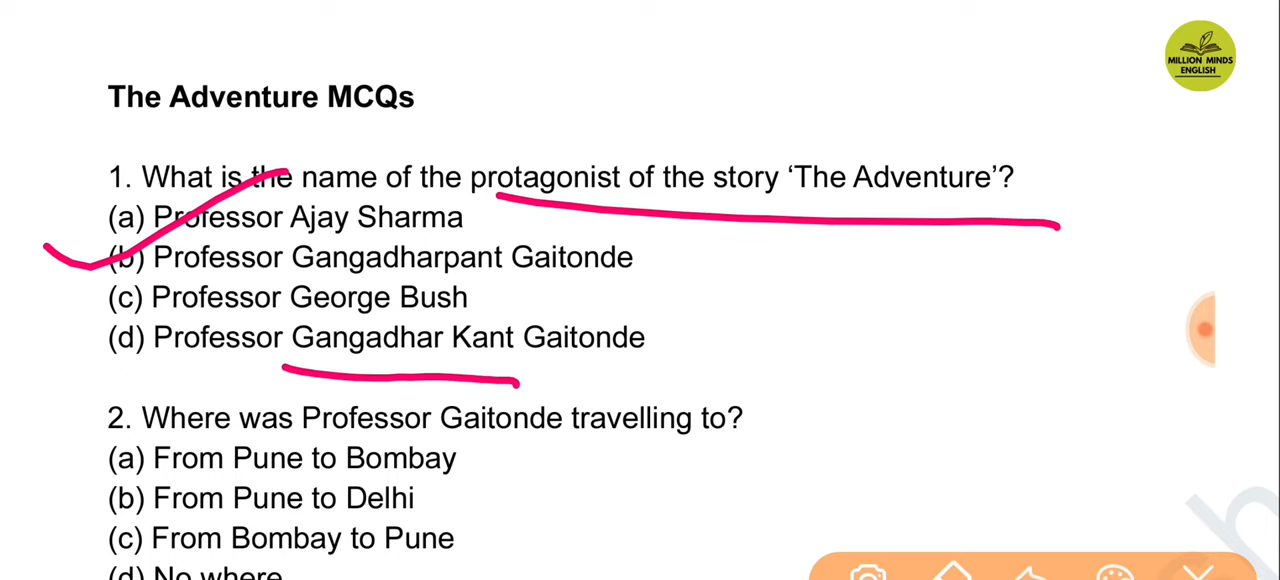 MILLION MINDS
ENGLISH
The Adventure MCQs
1. What is the name of the protagonist of the story ‘The Adventure’?
(a) Professor Ajay Sharma
(b) Professor Gangadharpant Gaitonde
(c) Professor George Bush
(d) Professor Gangadhar Kant Gaitonde
2. Where was Professor Gaitonde travelling to?
(a) From Pune to Bombay
(b) From Pune to Delhi
(c) From Bombay to Pune
(d) No where